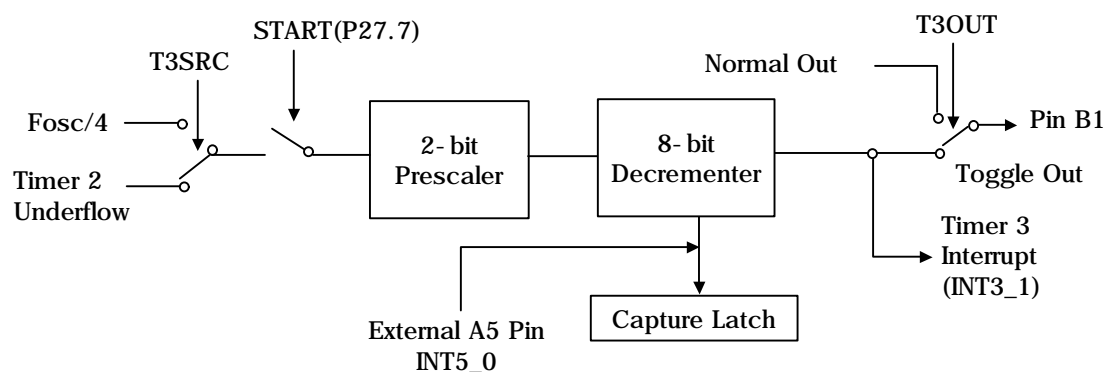 START(P27.7)
T3OUT
T3SRC
Normal Out
Fosc/4
2-bit
Prescaler
8-bit
Decrementer
Pin B1
Timer 2
Underflow
Toggle Out
Timer 3
Interrupt
(INT3_1)
External A5 Pin
INT5_0
Capture Latch